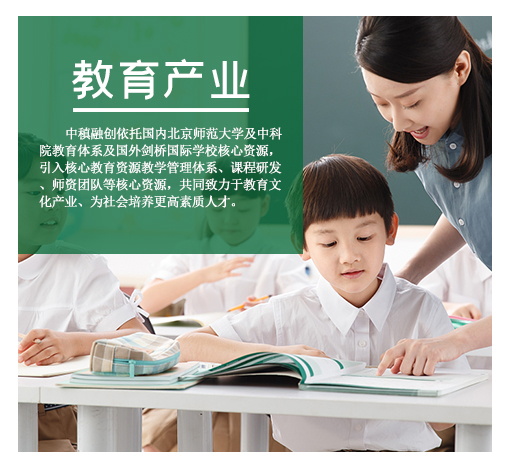 教育产业
中稹融创依托国内北京师范大学及中科
院教育体系及国外剑桥国际学校核心资源，
引入核心教育资源教学管理体系、课程研发
、师资团队等核心资源，共同致力于教育文
化产业、为社会培养更高素质人才。